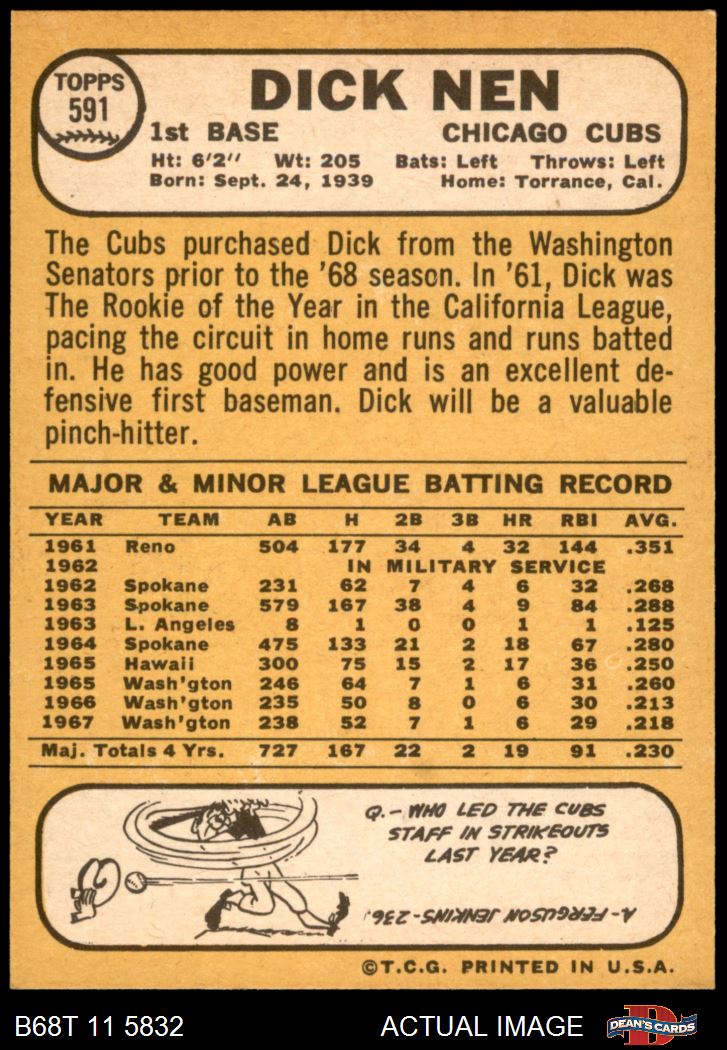 TOPPS
591
DICK NEN
1st BASE CHICAGO CUBS
Ht: 6'2" Wt: 205 Bats: Left Throws: Left
Born: Sept. 24, 1939 Home: Torrance, Cal.
The Cubs purchased Dick from the Washington
Senators prior to the '68 season. In '61, Dick was
The Rookie of the Year in the California League,
pacing the circuit in home runs and runs batted
in. He has good power and is an excellent de-
fensive first baseman. Dick will be a valuable
pinch-hitter.
MAJOR & MINOR LEAGUE BATTING RECORD
YEAR TEAM AB H 2B 3B HR RBI AVG.
1961 Reno 504 177 34 4 32 144 .351
1962 IN MILITARY SERVICE
1962 Spokane 231 62 7 4 6 32 .268
1963 Spokane 579 167 38 4 9 84 .288
1963 L. Angeles 8 1 0 0 1 1 .125
1964 Spokane 475 133 21 2 18 67 .280
1965 Hawaii 300 75 15 2 17 36 .250
1965 Wash'gton 246 64 7 1 6 31 .260
1966 Wash'gton 235 50 8 0 6 30 .213
1967 Wash'gton 238 52 7 1 6 29 .218
Maj. Totals 4 Yrs. 727 167 22 2 19 91 .230
Q.- WHO LED THE CUBS
STAFF IN STRIKEOUTS
LAST YEAR?
A- FERGUSON JENKINS-236.
©T.C.G. PRINTED IN U.S.A.
B68T 11 5832 ACTUAL IMAGE DEAN'S CARDS